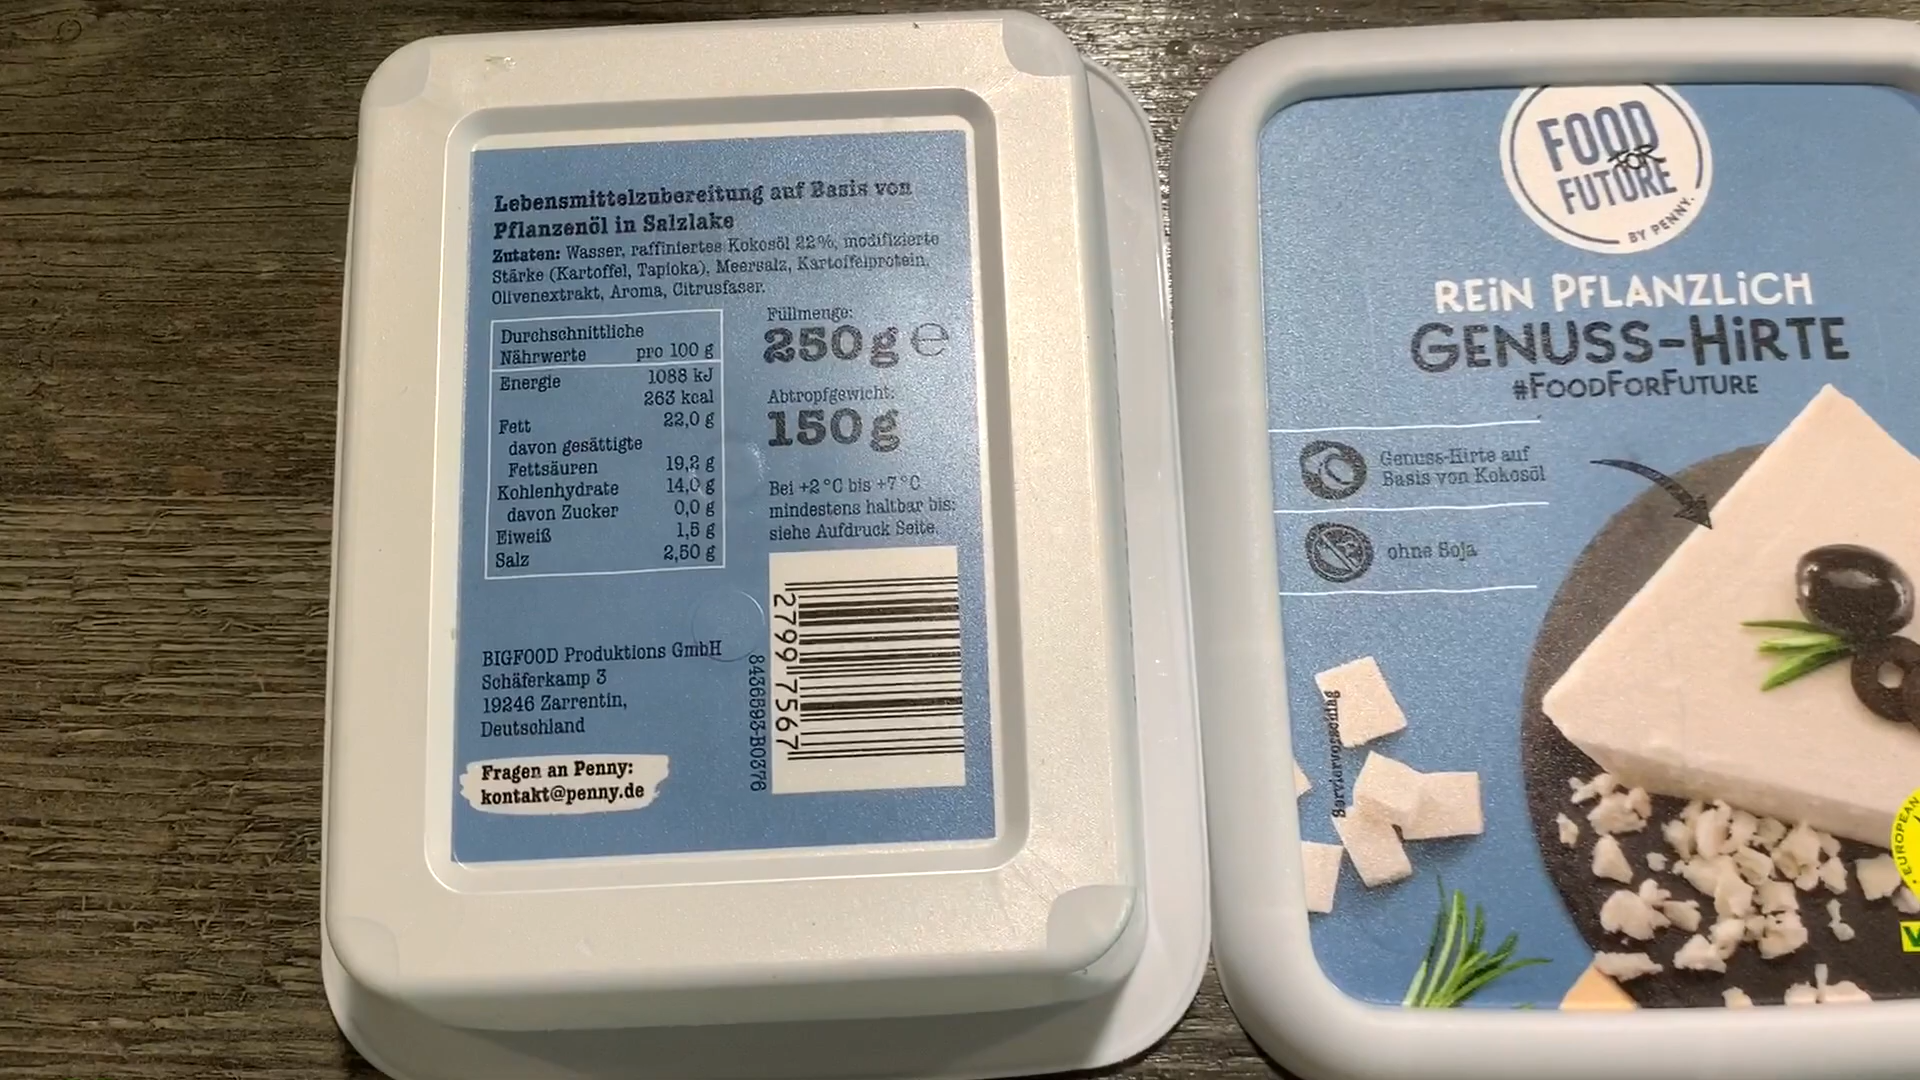 Lebensmittelzubereitung auf Basis von
Pflanzenöl in Salzlake
Zutaten: Wasser, raffiniertes Kokosöl 22%, modifizierte
Stärke (Kartoffel, Tapioka), Meersalz, Kartoffelprotein,
Olivenextrakt, Aroma, Citrusfaser.
Durchschnittliche
Nährwerte pro 100 g
Energie 1088 kJ
263 kcal
Fett 22,0 g
davon gesättigte
Fettsäuren 19,2 g
Kohlenhydrate 14,0 g
davon Zucker 0,0 g
Eiweiß 1,5 g
Salz 2,50 g
Füllmenge:
250g e
Abtropfgewicht:
150g
Bei +2 °C bis +7 °C
mindestens haltbar bis:
siehe Aufdruck Seite.
BIGFOOD Produktions GmbH
Schäferkamp 3
19246 Zarrentin,
Deutschland
Fragen an Penny:
kontakt@penny.de
8436693-B0376
27997567
FOOD
FOR
FUTURE
BY PENNY.
REiN PFLANZLiCH
GENUSS-HiRTE
#FOODFORFUTURE
Genuss-Hirte auf
Basis von Kokosöl
ohne Soja
Serviervorschlag
EUROPEAN
V